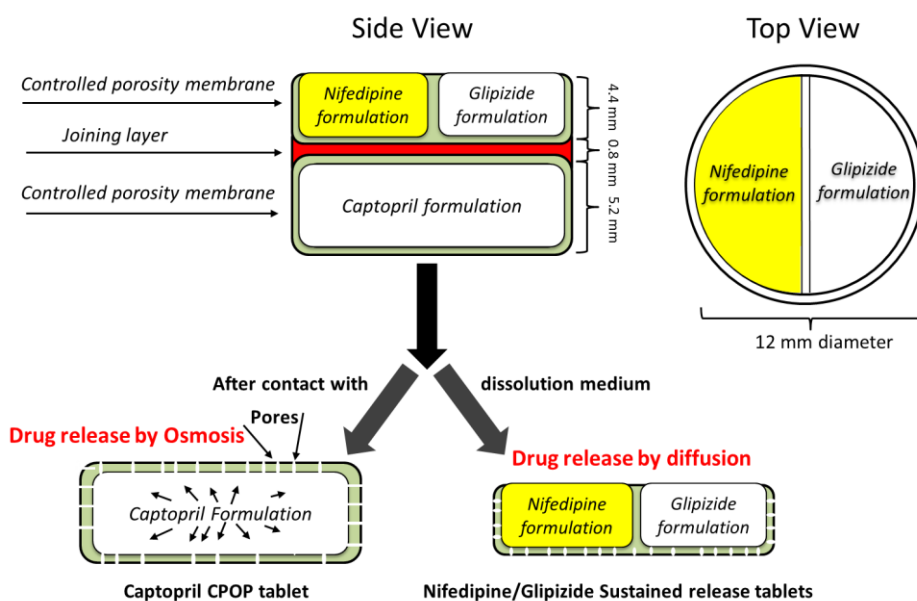 Side View
Top View
Controlled porosity membrane
Joining layer
Controlled porosity membrane
Nifedipine
formulation
Glipizide
formulation
Captopril formulation
4.4 mm
0.8 mm
5.2 mm
Nifedipine
formulation
Glipizide
formulation
12 mm diameter
After contact with
dissolution medium
Pores
Drug release by Osmosis
Drug release by diffusion
Captopril Formulation
Nifedipine
formulation
Glipizide
formulation
Captopril CPOP tablet
Nifedipine/Glipizide Sustained release tablets